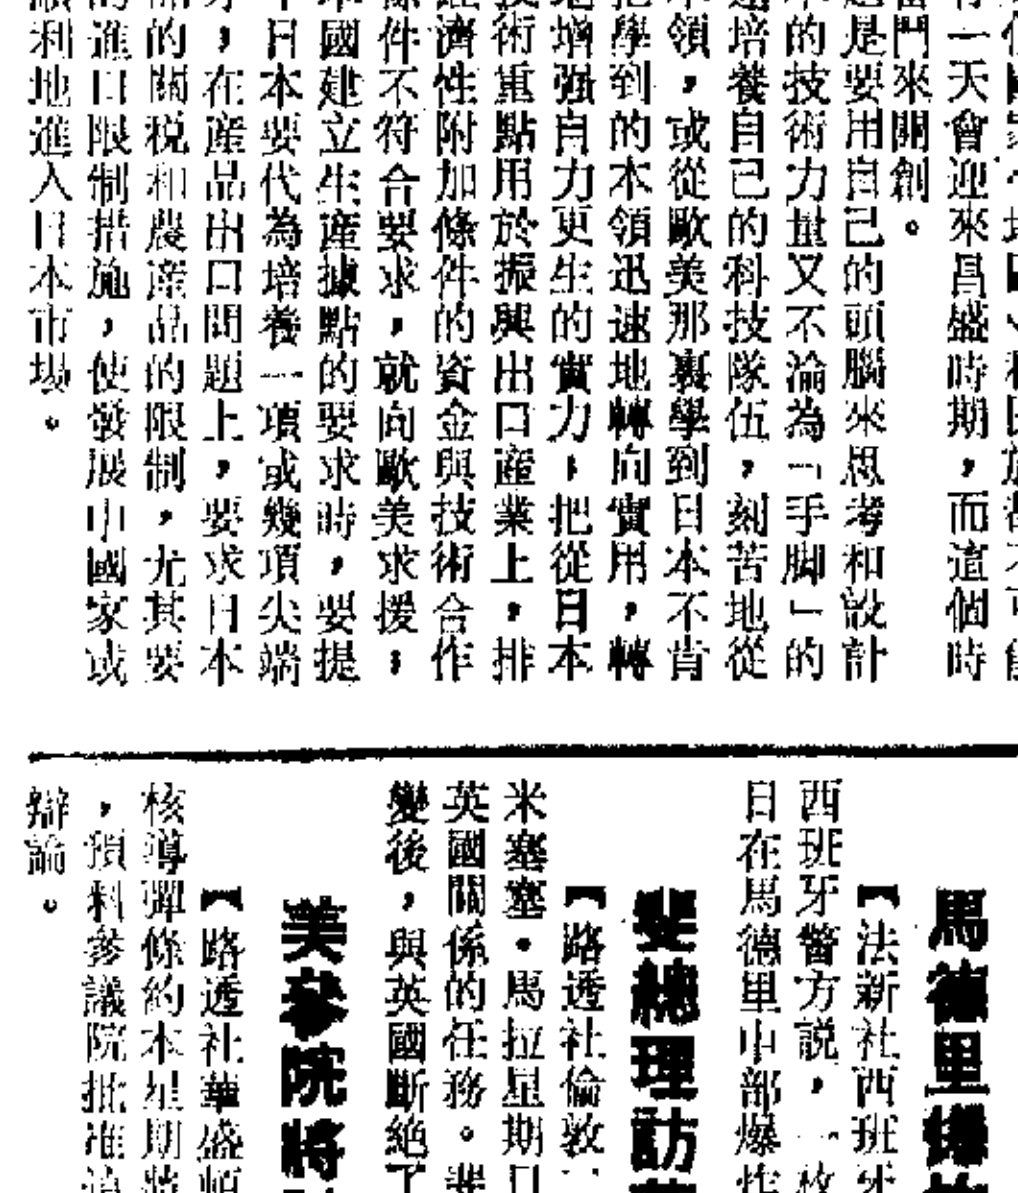 天會迎來昌盛時期，而這個時
來開創。
是要用自己的頭腦來思考和設計
的技術力量又不淪為「手脚」的
培養自己的科技隊伍，刻苦地從
領，或從歐美那裏學到日本不肯
學到的本領迅速地轉向實用，轉
增强自力更生的實力；把從日本
術重點用於振興出口產業上，排
濟性附加條件的資金與技術合作
件不符合要求，就向歐美求援；
國建立生產據點的要求時，要提
日本要代為培養一項或幾項尖端
，在產品出口問題上，要求日本
的關税和農產品的限制，尤其要
進口限制措施，使發展中國家或
利地進入日本市場。
馬德里爆
【法新社西班牙
西班牙警方説，一枚
日在馬德里中部爆炸
斐總理訪
【路透社倫敦
米塞塞·馬拉星期日
英國關係的任務。斐
變後，與英國斷絶了
美參院將
【路透社華盛頓
核導彈條約本星期
，預料參議院批准這
辯論。